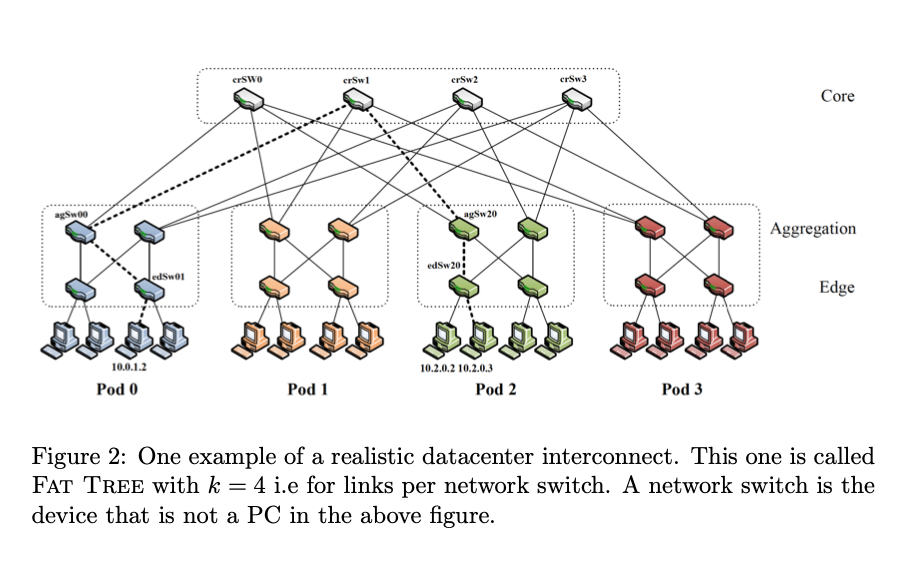 crSW0 crSw1 crSw2 crSw3
Core
agSw00 agSw20
Aggregation
edSw01 edSw20
Edge
10.0.1.2 10.2.0.2 10.2.0.3
Pod 0 Pod 1 Pod 2 Pod 3
Figure 2: One example of a realistic datacenter interconnect. This one is called
FAT TREE with k = 4 i.e for links per network switch. A network switch is the
device that is not a PC in the above figure.